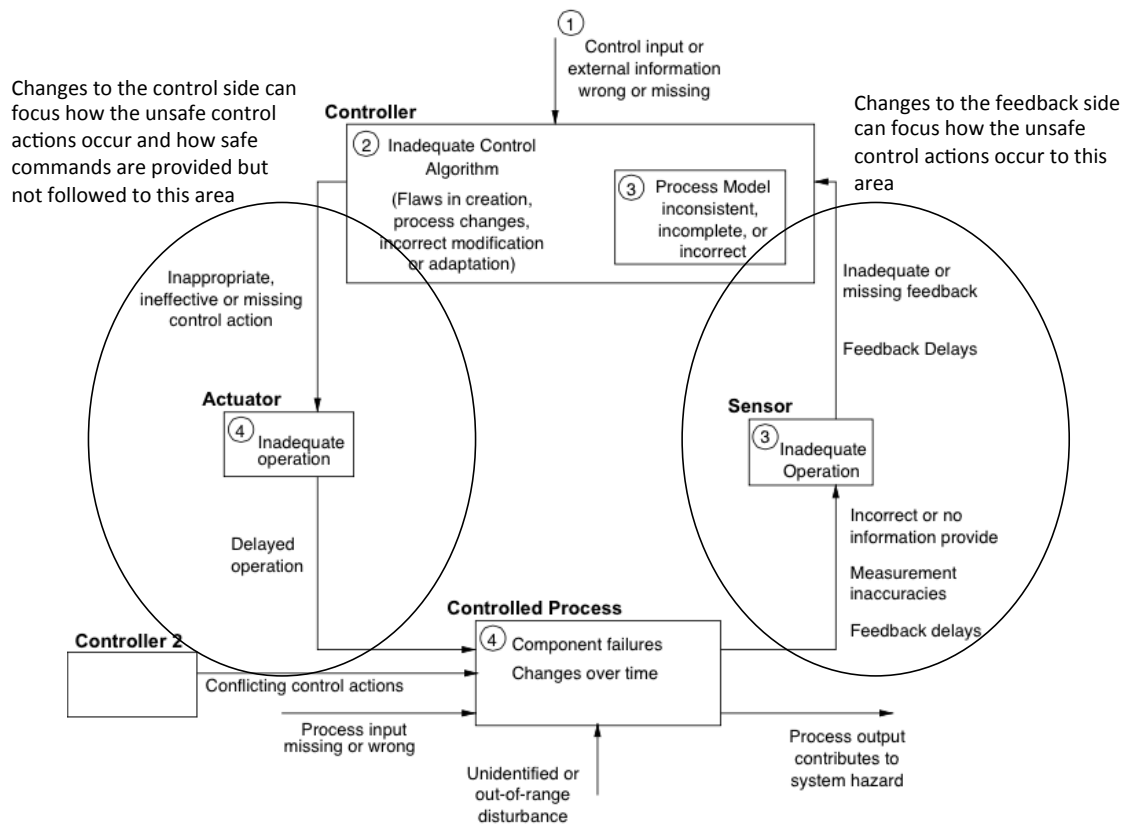 1
Control input or
external information
wrong or missing
Changes to the control side can
focus how the unsafe control
actions occur and how safe
commands are provided but
not followed to this area
Changes to the feedback side
can focus how the unsafe
control actions occur to this
area
Controller
2 Inadequate Control
Algorithm
(Flaws in creation,
process changes,
incorrect modification
or adaptation)
3 Process Model
inconsistent,
incomplete, or
incorrect
Inappropriate,
ineffective or missing
control action
Inadequate or
missing feedback
Feedback Delays
Actuator
4 Inadequate
operation
Sensor
3 Inadequate
Operation
Delayed
operation
Incorrect or no
information provide
Measurement
inaccuracies
Feedback delays
Controlled Process
4 Component failures
Changes over time
Controller 2
Conflicting control actions
Process input
missing or wrong
Unidentified or
out-of-range
disturbance
Process output
contributes to
system hazard